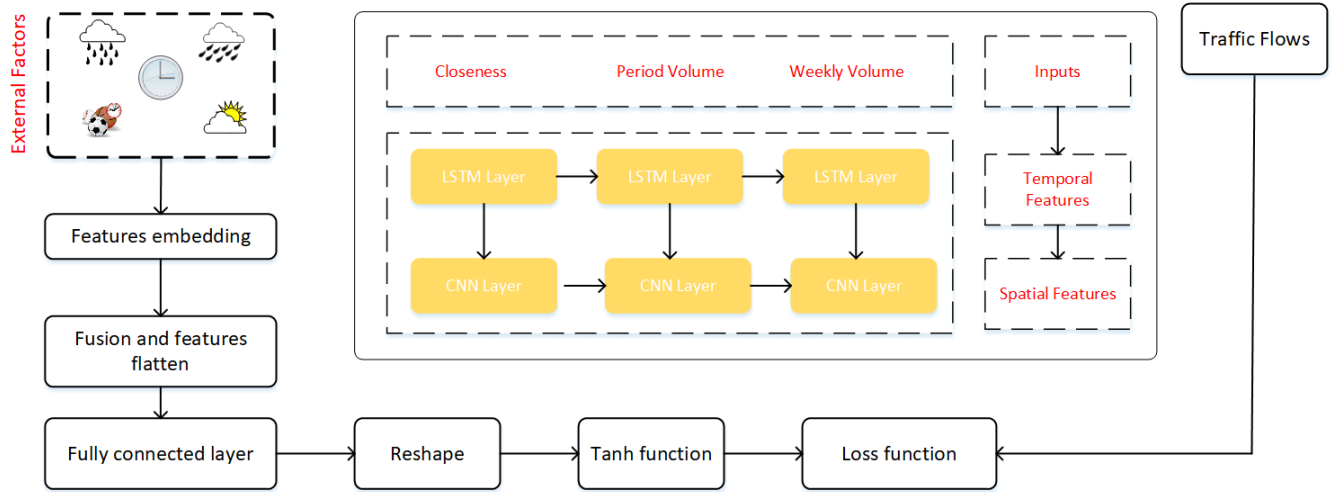 External Factors
Closeness
Period Volume
Weekly Volume
Inputs
Traffic Flows
LSTM Layer
LSTM Layer
LSTM Layer
Temporal
Features
Features embedding
CNN Layer
CNN Layer
CNN Layer
Spatial Features
Fusion and features
flatten
Fully connected layer
Reshape
Tanh function
Loss function